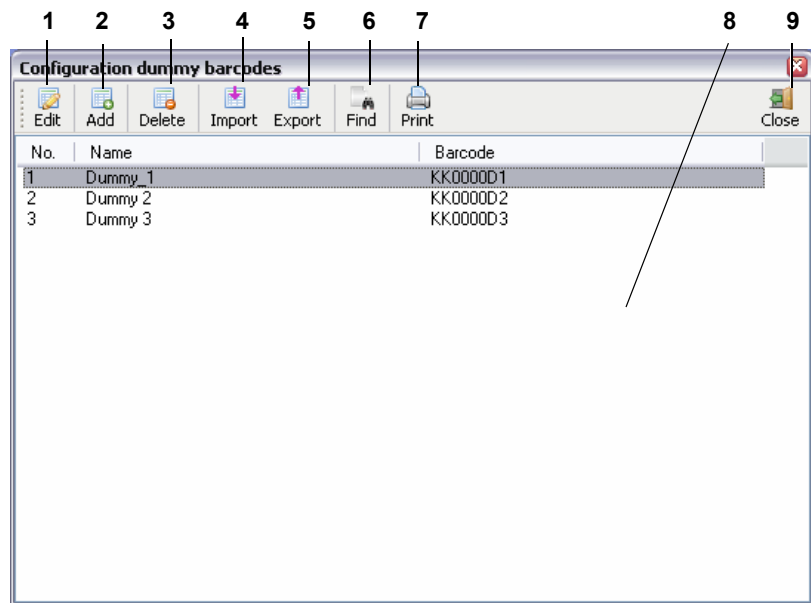 1 2 3 4 5 6 7 8 9
Configuration dummy barcodes
Edit Add Delete Import Export Find Print Close
No. Name Barcode
1 Dummy_1 KK0000D1
2 Dummy 2 KK0000D2
3 Dummy 3 KK0000D3